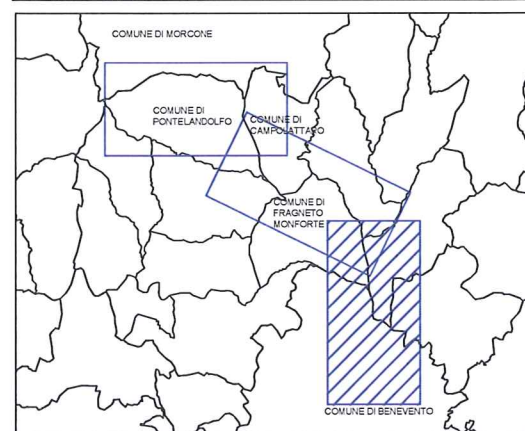 COMUNE DI MORCONE
COMUNE DI
PONTELANDOLFO
COMUNE DI
CAMPOLATTARO
COMUNE DI
FRAGNETO
MONFORTE
COMUNE DI BENEVENTO